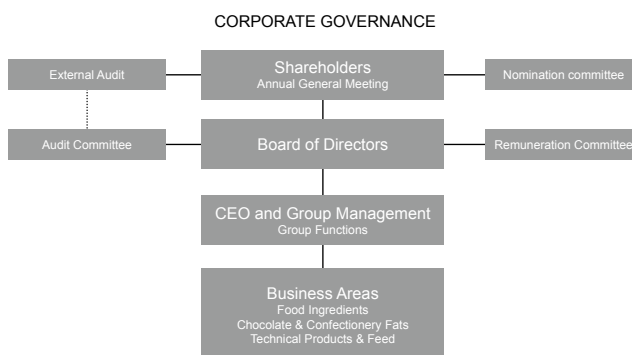 CORPORATE GOVERNANCE
External Audit
Shareholders
Annual General Meeting
Nomination committee
Audit Committee
Board of Directors
Remuneration Committee
CEO and Group Management
Group Functions
Business Areas
Food Ingredients
Chocolate & Confectionery Fats
Technical Products & Feed